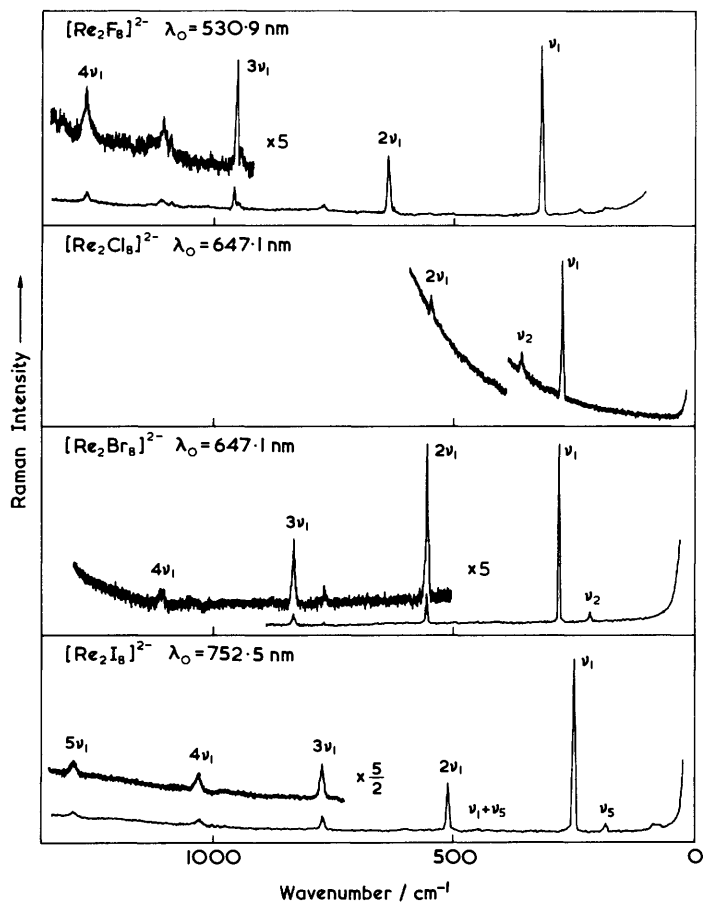 [Re₂F₈]²⁻ λ₀ = 530·9 nm
ν₁
3ν₁
4ν₁
×5
2ν₁
[Re₂Cl₈]²⁻ λ₀ = 647·1 nm
ν₁
2ν₁
ν₂
[Re₂Br₈]²⁻ λ₀ = 647·1 nm
2ν₁
ν₁
3ν₁
4ν₁
×5
ν₂
[Re₂I₈]²⁻ λ₀ = 752·5 nm
ν₁
5ν₁
4ν₁
3ν₁
× 5/2
2ν₁
ν₁+ν₅
ν₅
1000
500
0
Wavenumber / cm⁻¹
Raman Intensity →